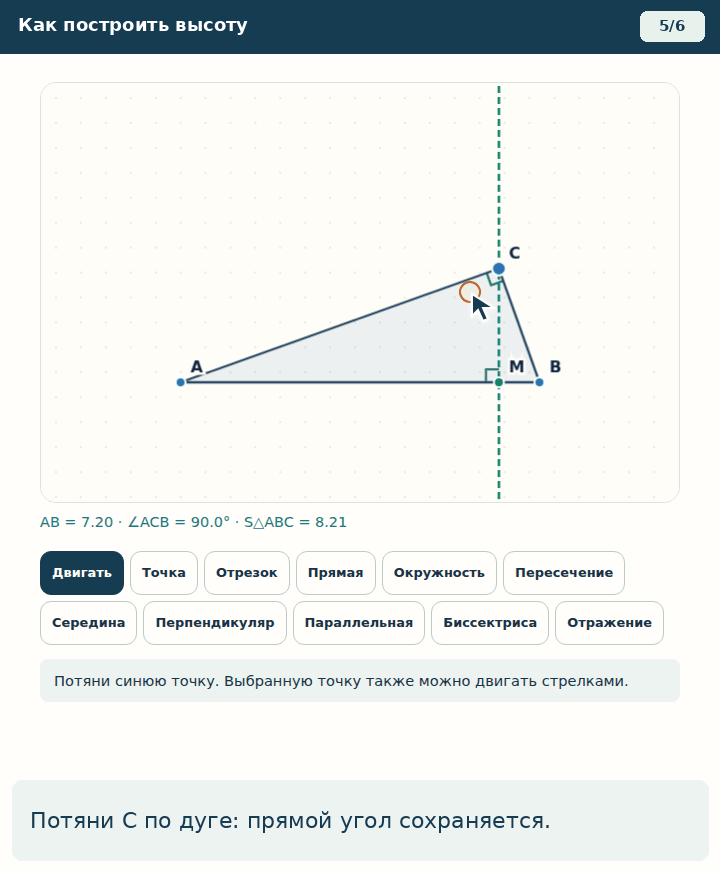 Как построить высоту
5/6
C
A
M
B
AB = 7.20 · ∠ACB = 90.0° · S△ABC = 8.21
Двигать Точка Отрезок Прямая Окружность Пересечение
Середина Перпендикуляр Параллельная Биссектриса Отражение
Потяни синюю точку. Выбранную точку также можно двигать стрелками.
Потяни C по дуге: прямой угол сохраняется.